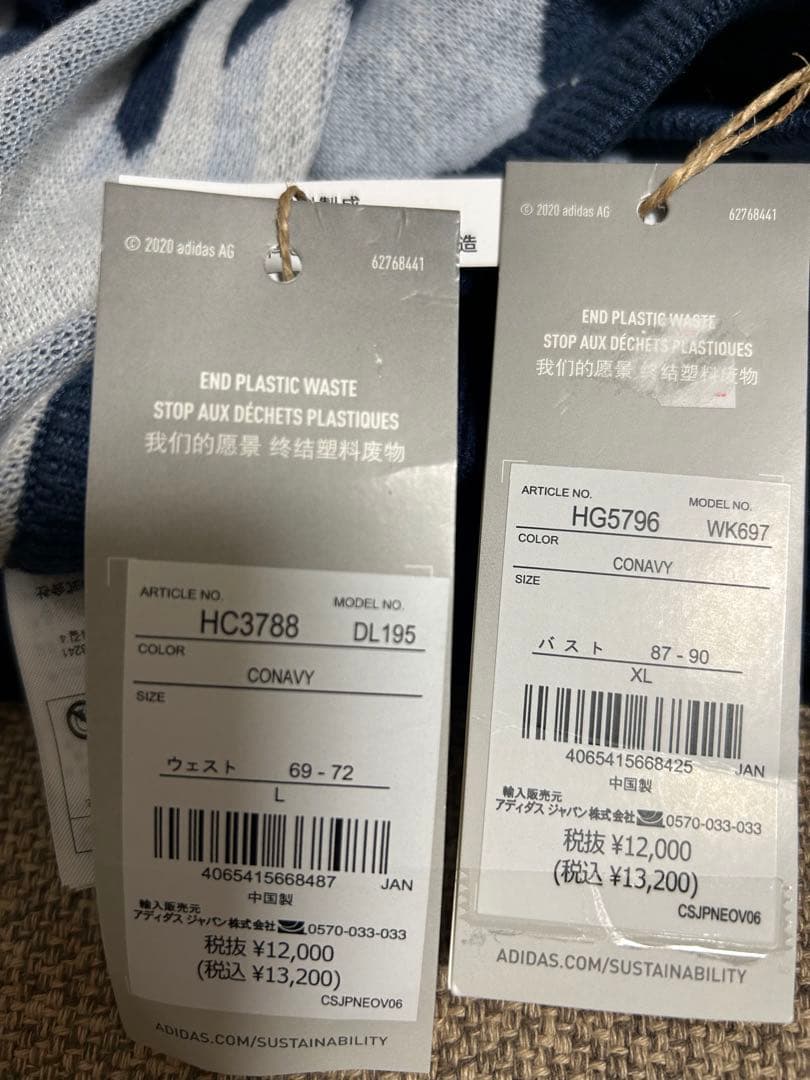 © 2020 adidas AG
62768441
END PLASTIC WASTE
STOP AUX DÉCHETS PLASTIQUES
我们的愿景 终结塑料废物
ARTICLE NO.
MODEL NO.
HC3788
DL195
COLOR
CONAVY
SIZE
ウェスト 69 - 72
L
4065415668487 JAN
中国製
輸入販売元
アディダス ジャパン株式会社 0570-033-033
税抜 ¥12,000
(税込 ¥13,200)
CSJPNEOV06
ADIDAS.COM/SUSTAINABILITY
造
© 2020 adidas AG
62768441
END PLASTIC WASTE
STOP AUX DÉCHETS PLASTIQUES
我们的愿景 终结塑料废物
ARTICLE NO.
MODEL NO.
HG5796
WK697
COLOR
CONAVY
SIZE
バスト 87 - 90
XL
4065415668425 JAN
中国製
輸入販売元
アディダス ジャパン株式会社 0570-033-033
税抜 ¥12,000
(税込 ¥13,200)
CSJPNEOV06
ADIDAS.COM/SUSTAINABILITY
式会社
3241